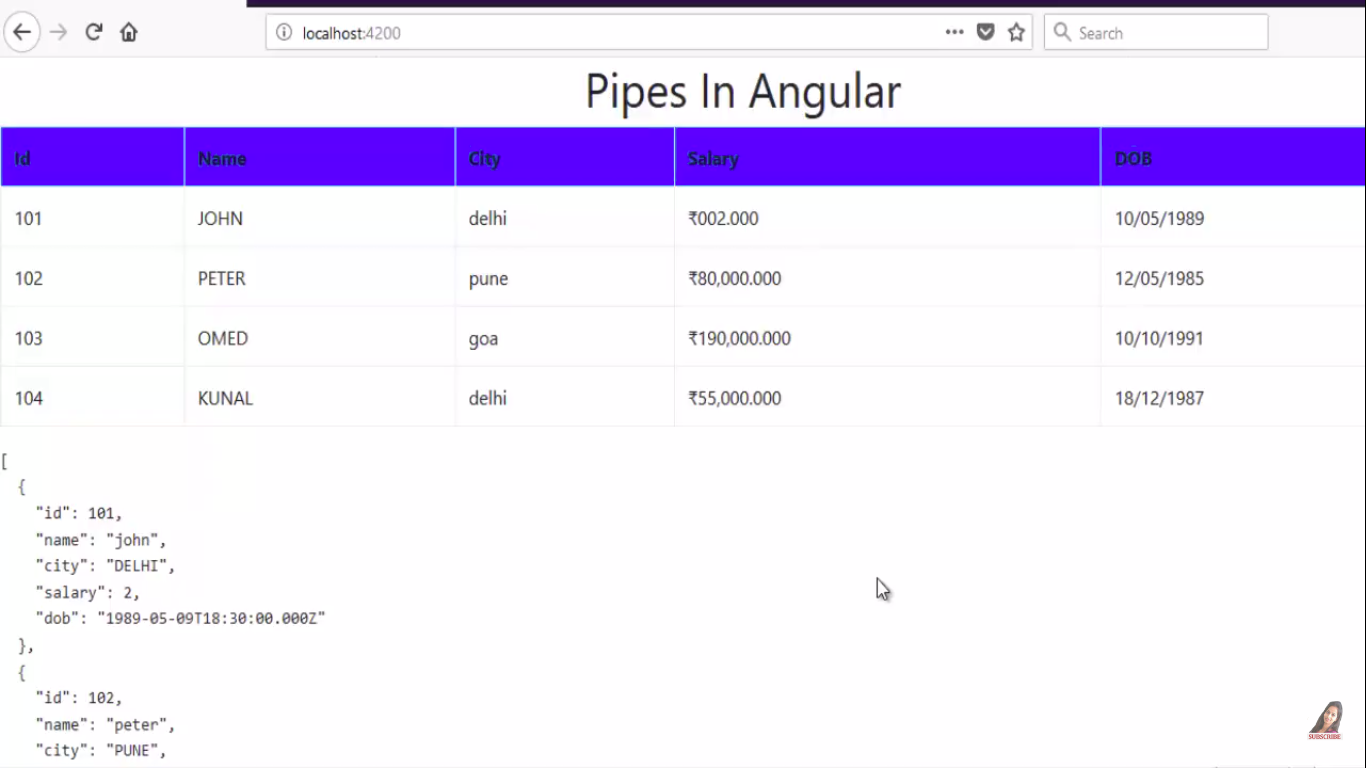 localhost:4200
Search
Pipes In Angular
Id Name City Salary DOB
101 JOHN delhi ₹002.000 10/05/1989
102 PETER pune ₹80,000.000 12/05/1985
103 OMED goa ₹190,000.000 10/10/1991
104 KUNAL delhi ₹55,000.000 18/12/1987
[
{
"id": 101,
"name": "john",
"city": "DELHI",
"salary": 2,
"dob": "1989-05-09T18:30:00.000Z"
},
{
"id": 102,
"name": "peter",
"city": "PUNE",
SUBSCRIBE